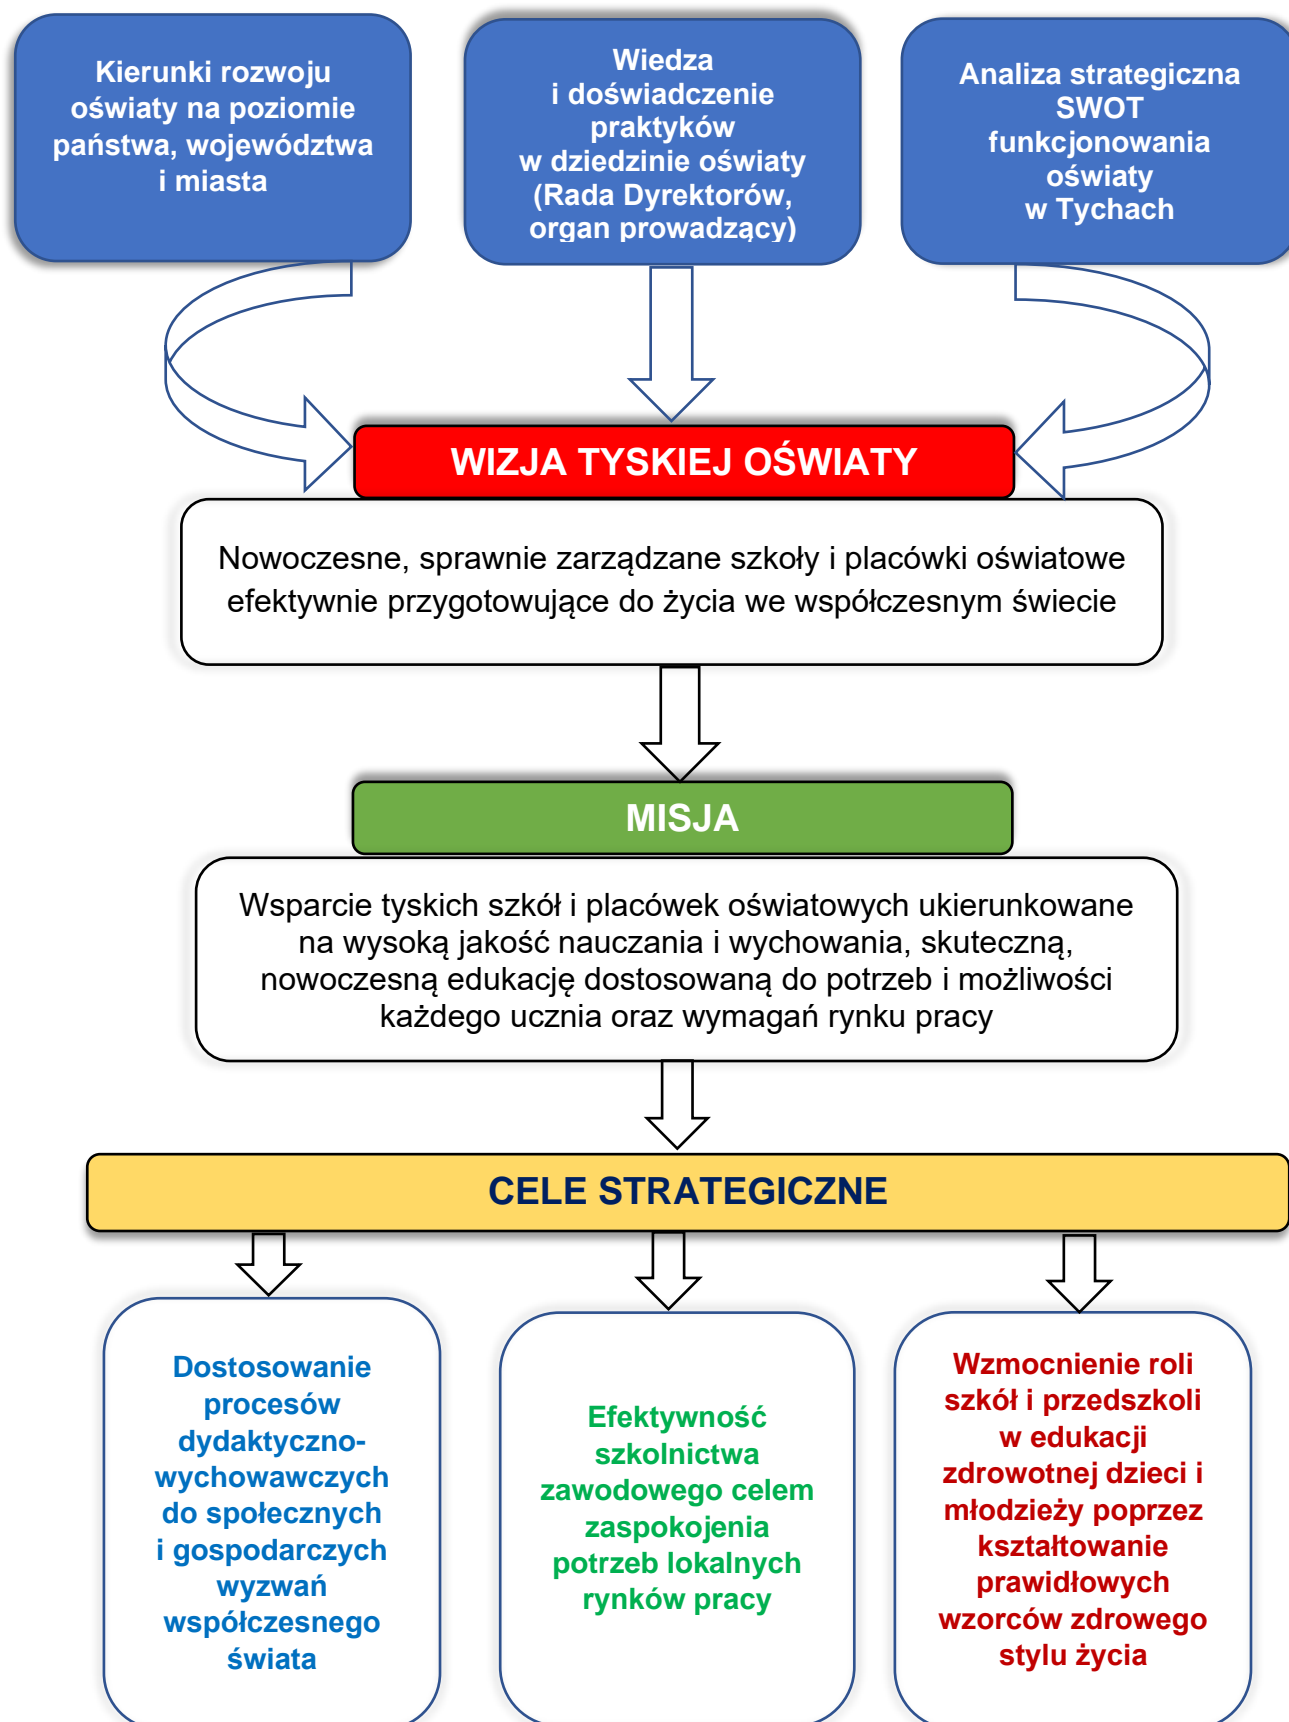 Kierunki rozwoju
oświaty na poziomie
państwa, województwa
i miasta
Wiedza
i doświadczenie
praktyków
w dziedzinie oświaty
(Rada Dyrektorów,
organ prowadzący)
Analiza strategiczna
SWOT
funkcjonowania
oświaty
w Tychach
WIZJA TYSKIEJ OŚWIATY
Nowoczesne, sprawnie zarządzane szkoły i placówki oświatowe
efektywnie przygotowujące do życia we współczesnym świecie
MISJA
Wsparcie tyskich szkół i placówek oświatowych ukierunkowane
na wysoką jakość nauczania i wychowania, skuteczną,
nowoczesną edukację dostosowaną do potrzeb i możliwości
każdego ucznia oraz wymagań rynku pracy
CELE STRATEGICZNE
Dostosowanie
procesów
dydaktyczno-
wychowawczych
do społecznych
i gospodarczych
wyzwań
współczesnego
świata
Efektywność
szkolnictwa
zawodowego celem
zaspokojenia
potrzeb lokalnych
rynków pracy
Wzmocnienie roli
szkół i przedszkoli
w edukacji
zdrowotnej dzieci i
młodzieży poprzez
kształtowanie
prawidłowych
wzorców zdrowego
stylu życia